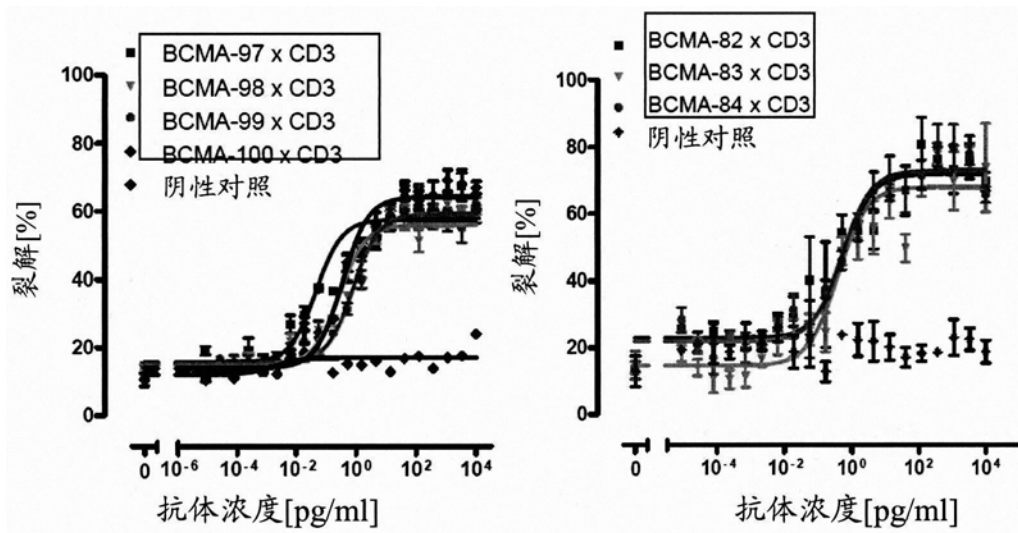 BCMA-97 x CD3
BCMA-98 x CD3
BCMA-99 x CD3
BCMA-100 x CD3
阴性对照
100
80
60
40
20
0
裂解[%]
0 10-6 10-4 10-2 100 102 104
抗体浓度[pg/ml]
BCMA-82 x CD3
BCMA-83 x CD3
BCMA-84 x CD3
阴性对照
100
80
60
40
20
0
裂解[%]
0 10-4 10-2 100 102 104
抗体浓度[pg/ml]